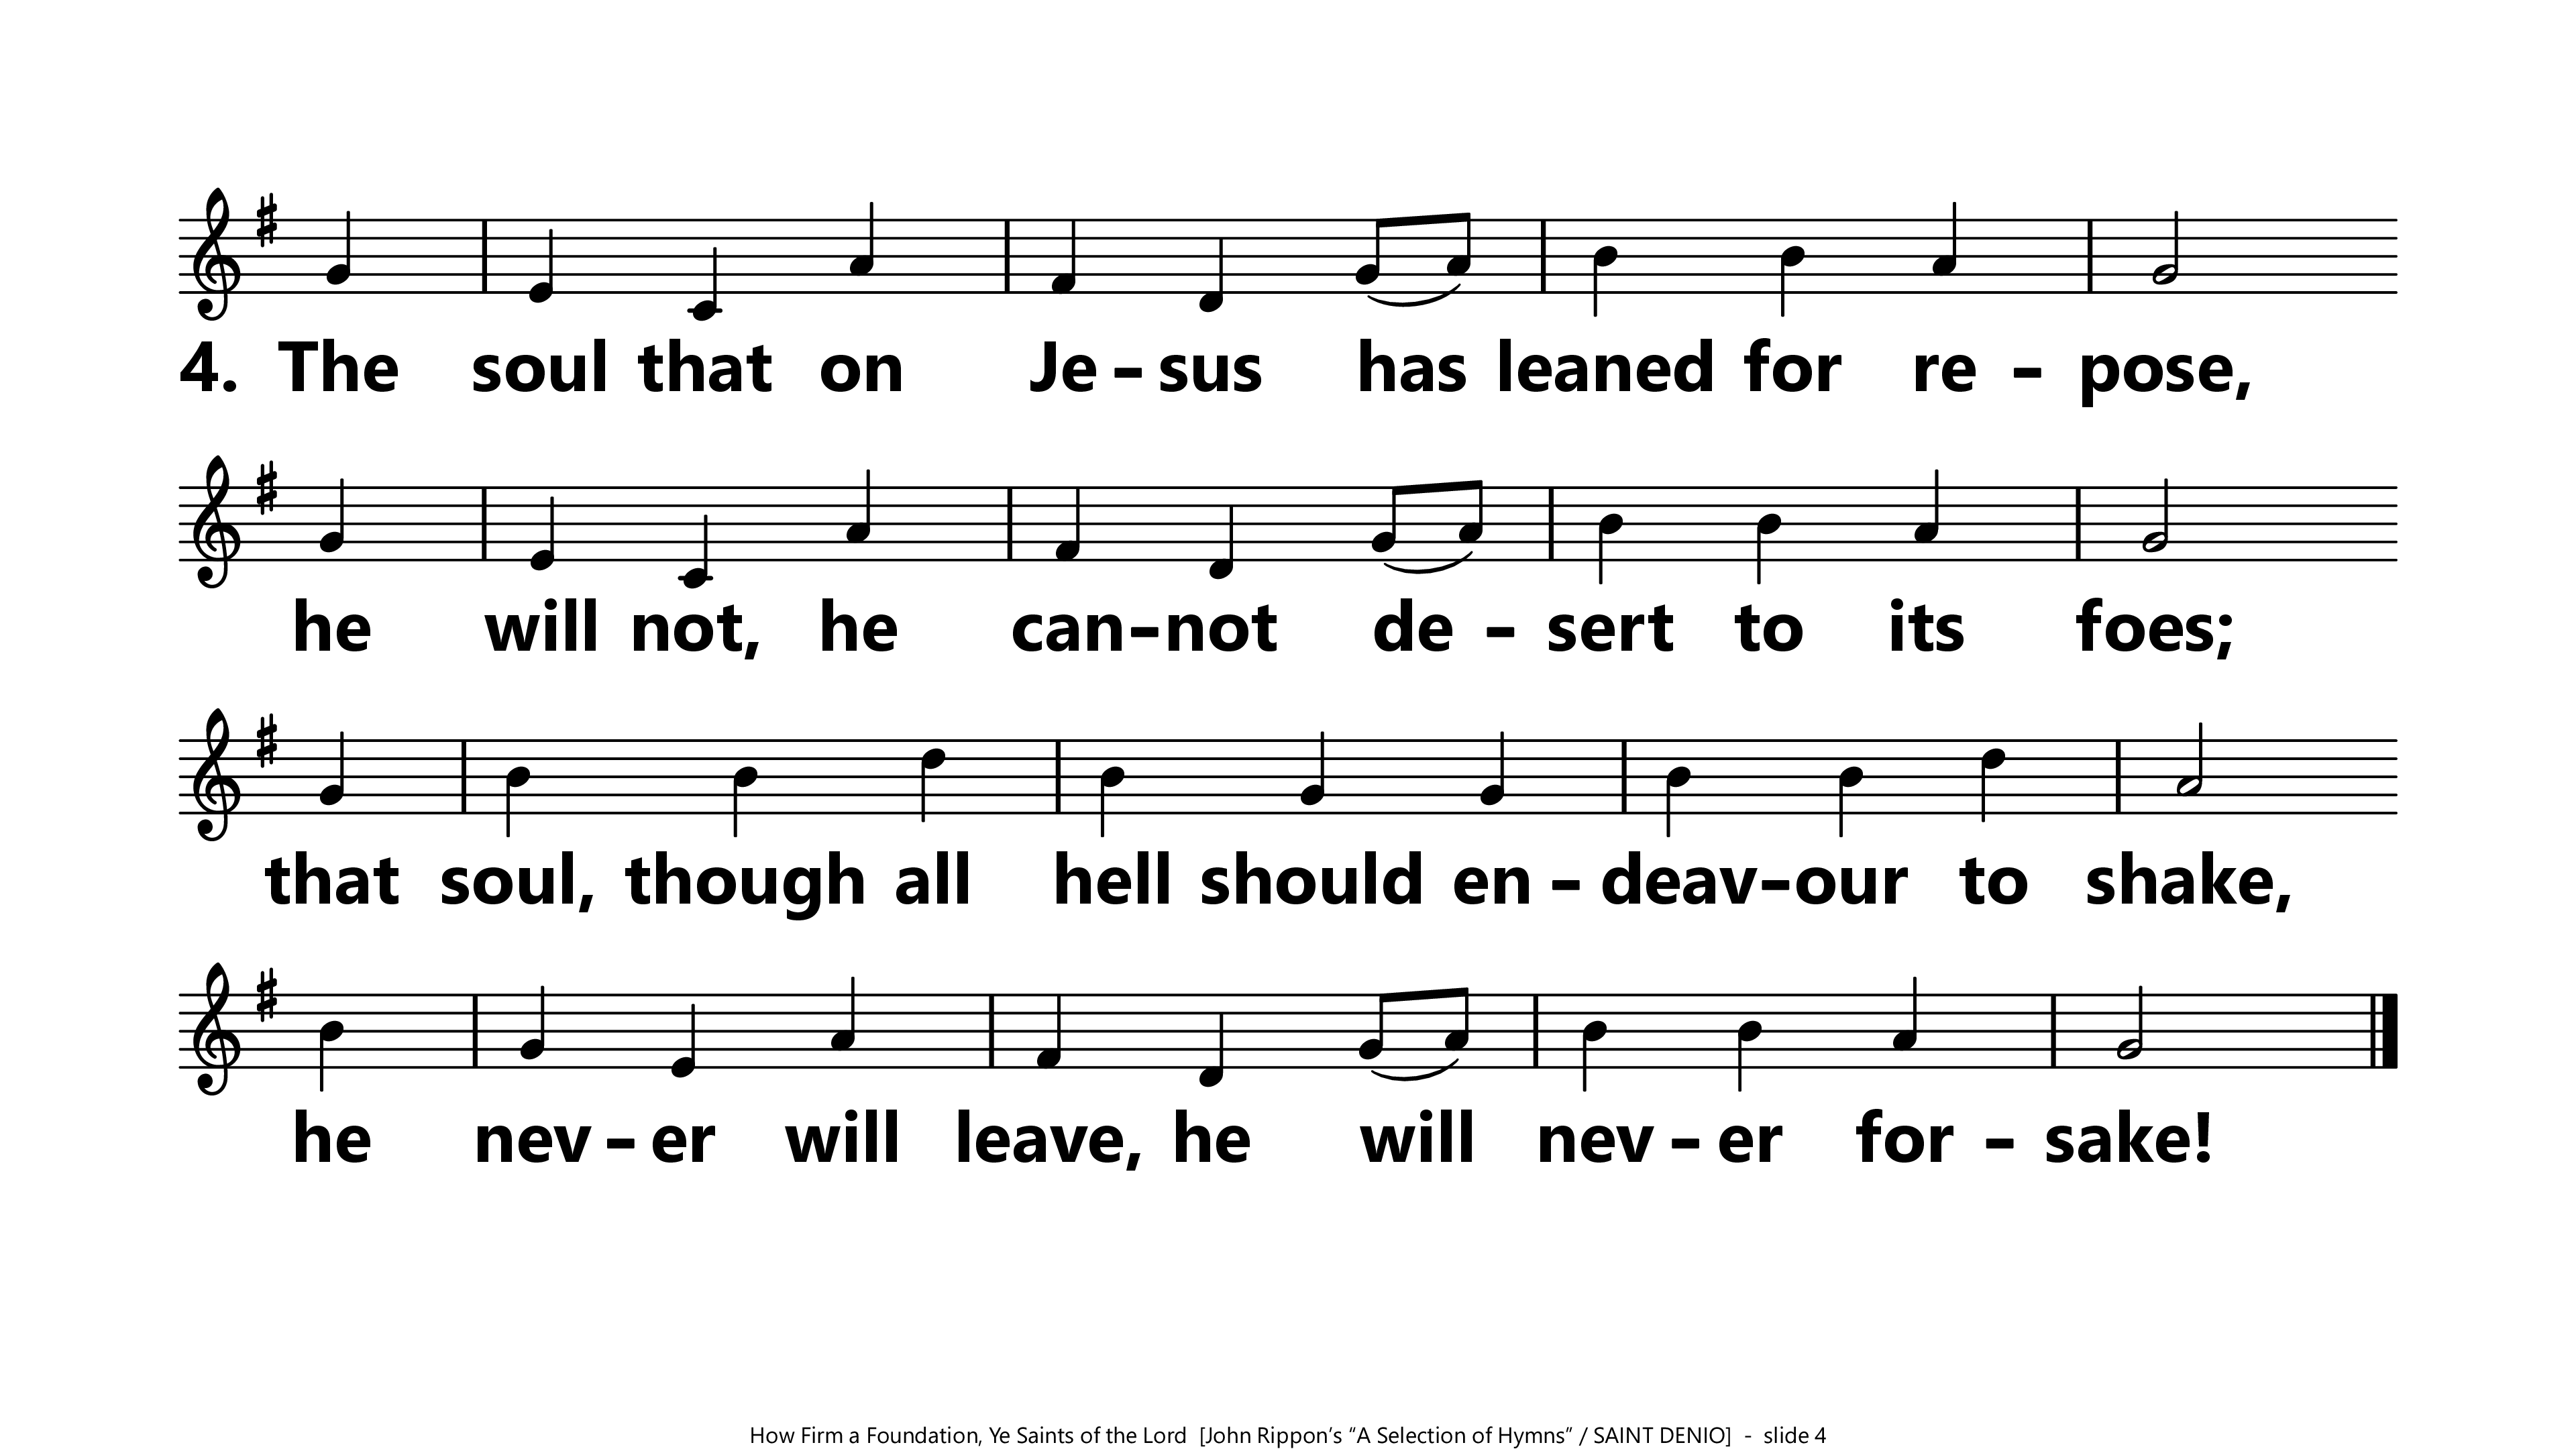 4. The soul that on Je – sus has leaned for re – pose,
he will not, he can–not de – sert to its foes;
that soul, though all hell should en – deav–our to shake,
he nev – er will leave, he will nev – er for – sake!
How Firm a Foundation, Ye Saints of the Lord [John Rippon’s “A Selection of Hymns” / SAINT DENIO] - slide 4